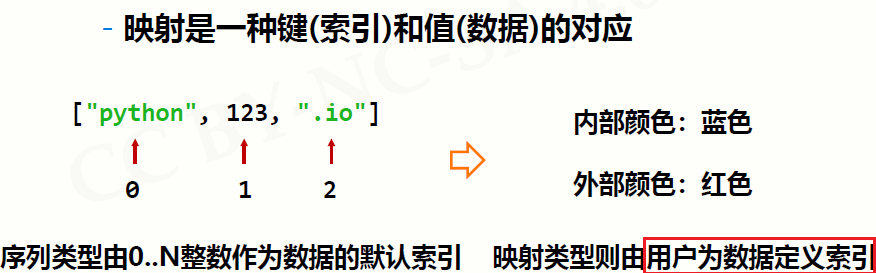 - 映射是一种键(索引)和值(数据)的对应
["python", 123, ".io"]
0 1 2
内部颜色：蓝色
外部颜色：红色
序列类型由0..N整数作为数据的默认索引
映射类型则由用户为数据定义索引
CC BY-NC-SA 4.0